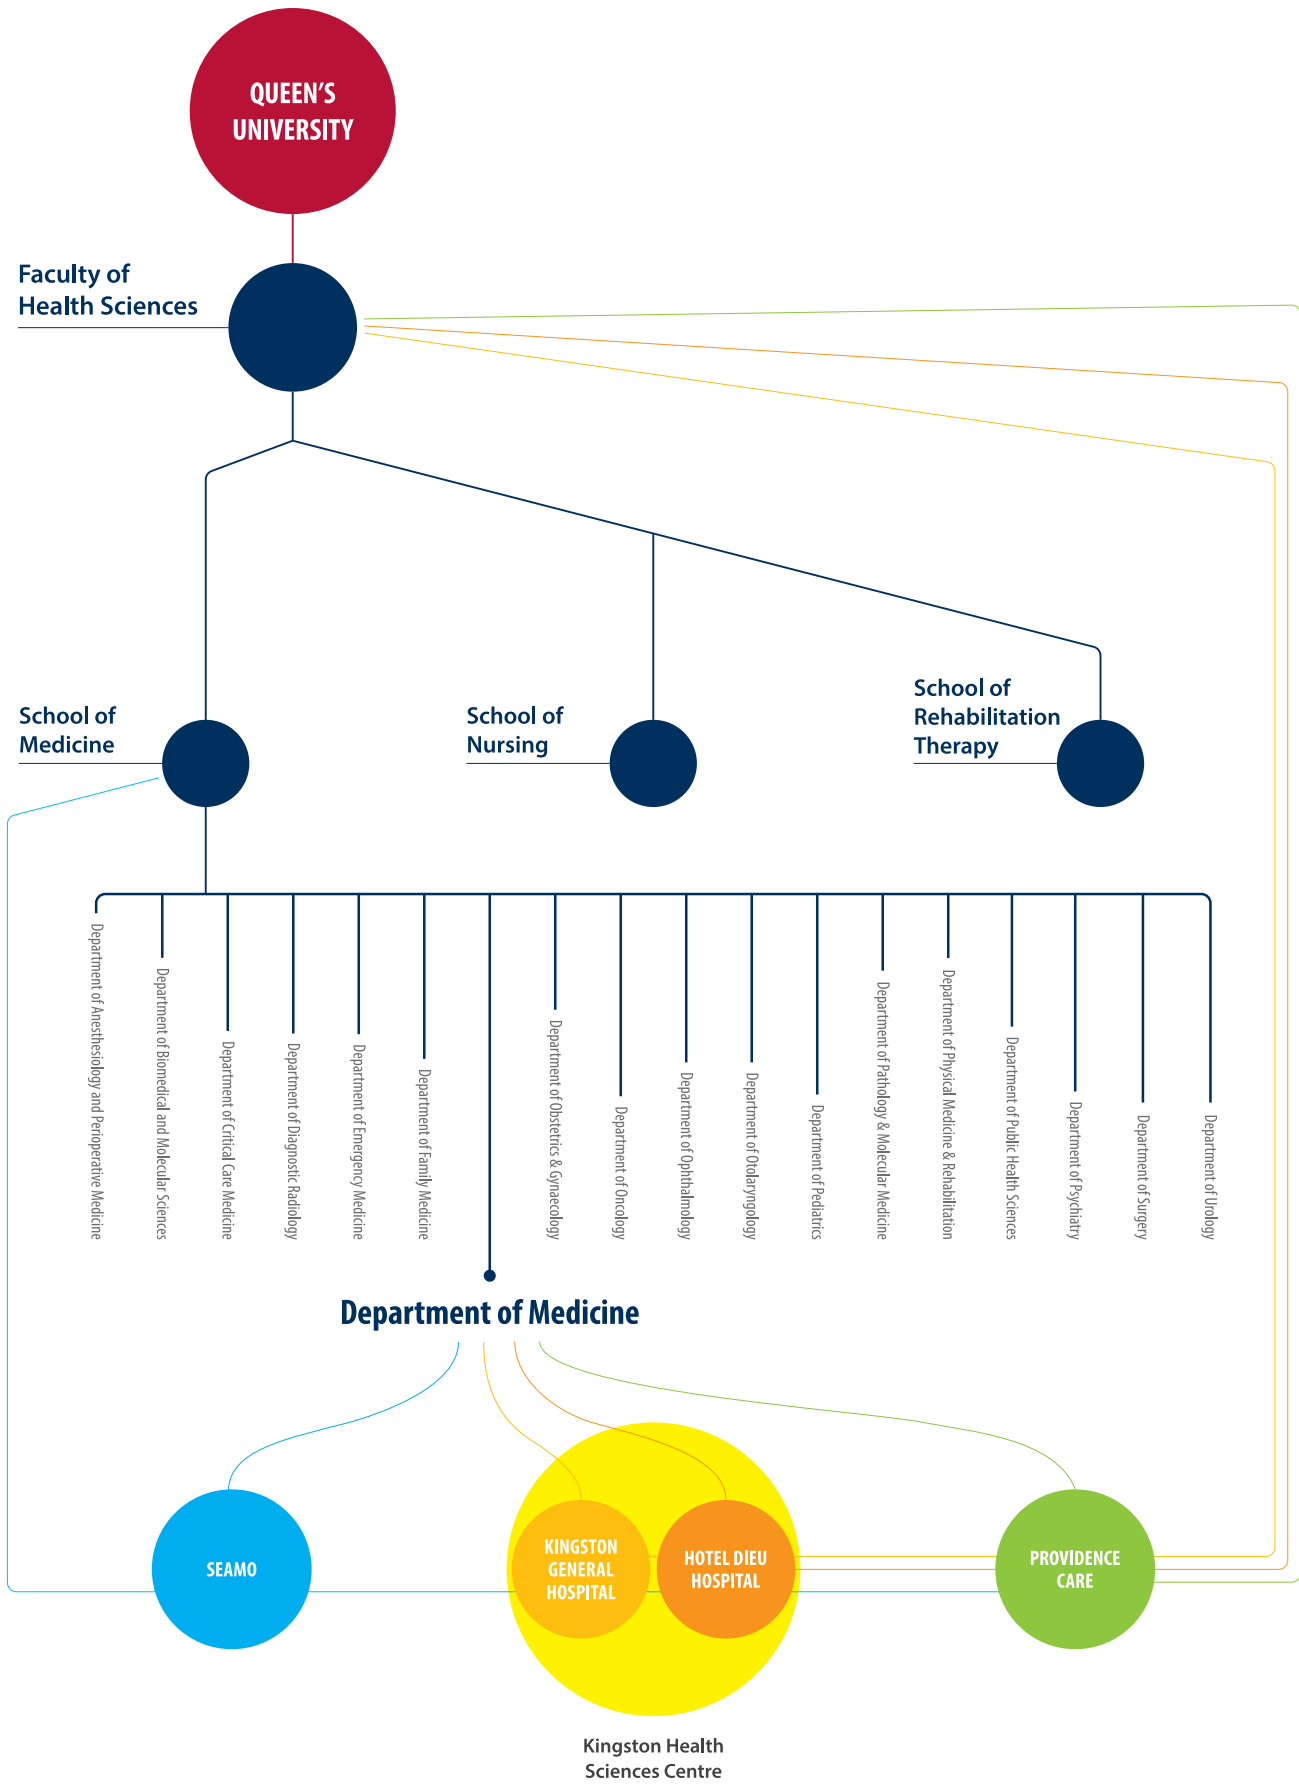 QUEEN'S
UNIVERSITY
Faculty of
Health Sciences
School of
Medicine
School of
Nursing
School of
Rehabilitation
Therapy
Department of Anesthesiology and Perioperative Medicine
Department of Biomedical and Molecular Sciences
Department of Critical Care Medicine
Department of Diagnostic Radiology
Department of Emergency Medicine
Department of Family Medicine
Department of Obstetrics & Gynaecology
Department of Oncology
Department of Ophthalmology
Department of Otolaryngology
Department of Pediatrics
Department of Pathology & Molecular Medicine
Department of Physical Medicine & Rehabilitation
Department of Public Health Sciences
Department of Psychiatry
Department of Surgery
Department of Urology
Department of Medicine
SEAMO
KINGSTON
GENERAL
HOSPITAL
HOTEL DIEU
HOSPITAL
PROVIDENCE
CARE
Kingston Health
Sciences Centre